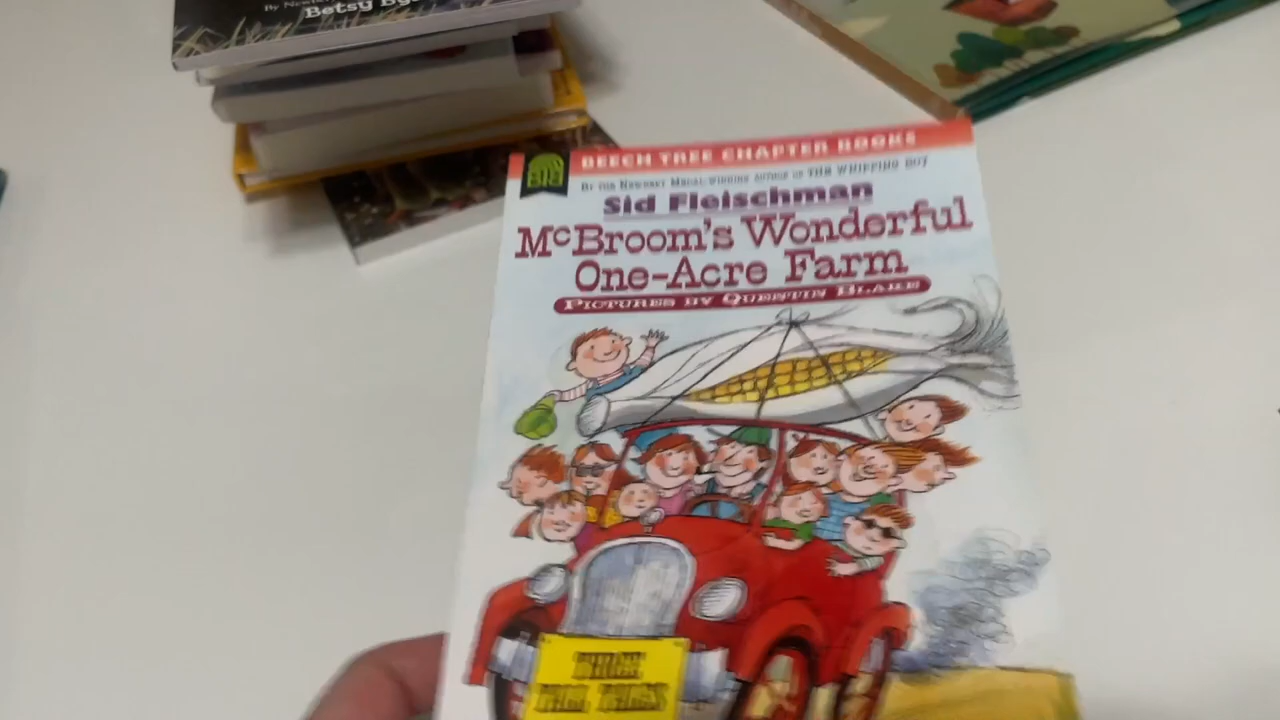 Betsy By
BEECH TREE CHAPTER BOOKS
BY THE NEWBERY MEDAL-WINNING AUTHOR OF THE WHIPPING BOY
Sid Fleischman
McBroom's Wonderful
One-Acre Farm
PICTURES BY QUENTIN BLAKE